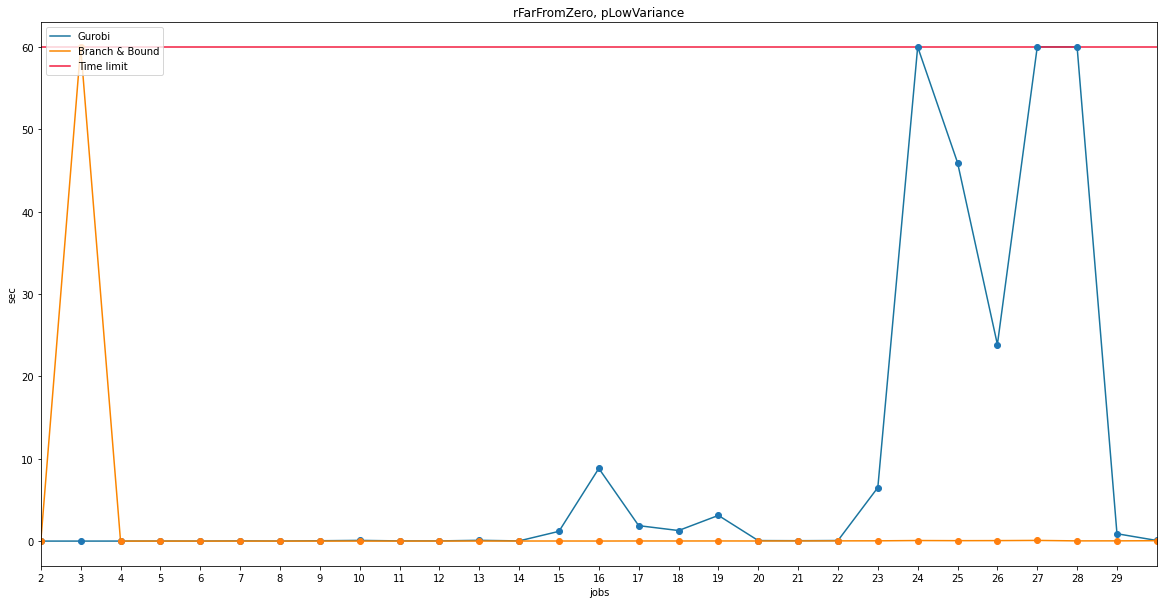 rFarFromZero, pLowVariance
Gurobi
Branch & Bound
Time limit
60
50
40
30
20
10
0
sec
2 3 4 5 6 7 8 9 10 11 12 13 14 15 16 17 18 19 20 21 22 23 24 25 26 27 28 29
jobs